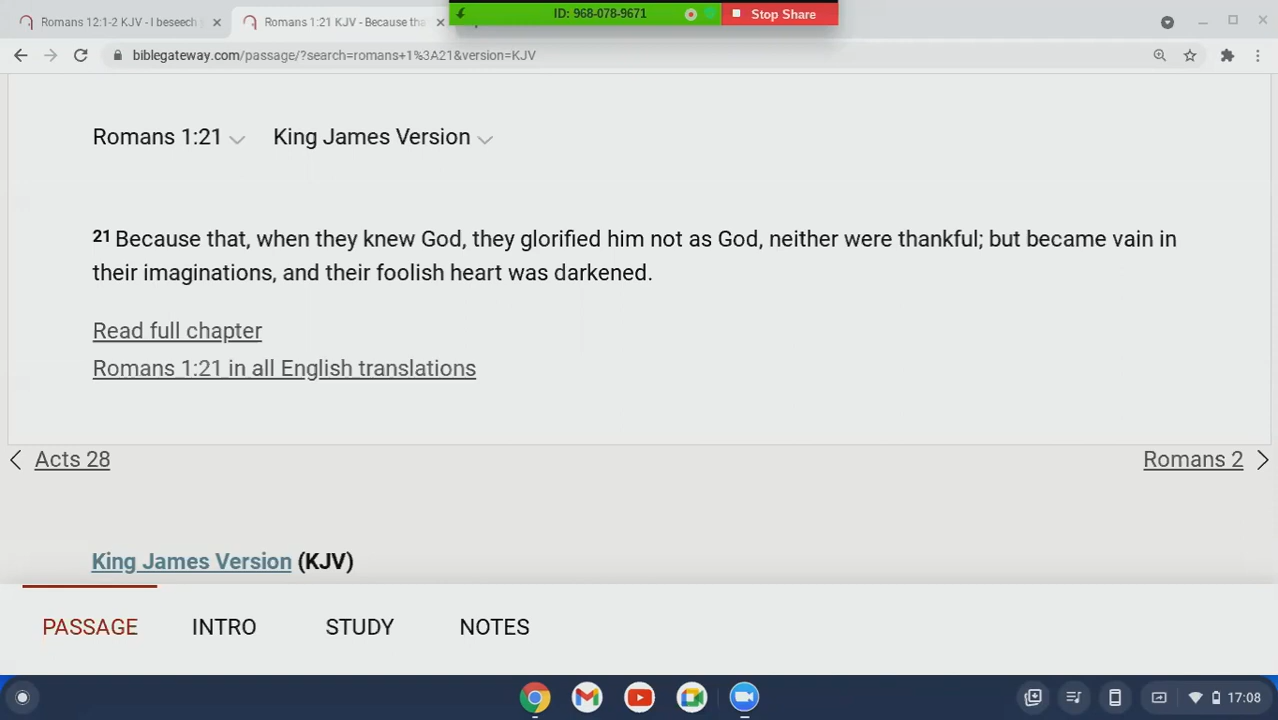 Romans 12:1-2 KJV - I beseech
Romans 1:21 KJV - Because tha
ID: 968-078-9671
Stop Share
biblegateway.com/passage/?search=romans+1%3A21&version=KJV
Romans 1:21
King James Version
21 Because that, when they knew God, they glorified him not as God, neither were thankful; but became vain in
their imaginations, and their foolish heart was darkened.
Read full chapter
Romans 1:21 in all English translations
Acts 28
Romans 2
King James Version (KJV)
PASSAGE
INTRO
STUDY
NOTES
17:08